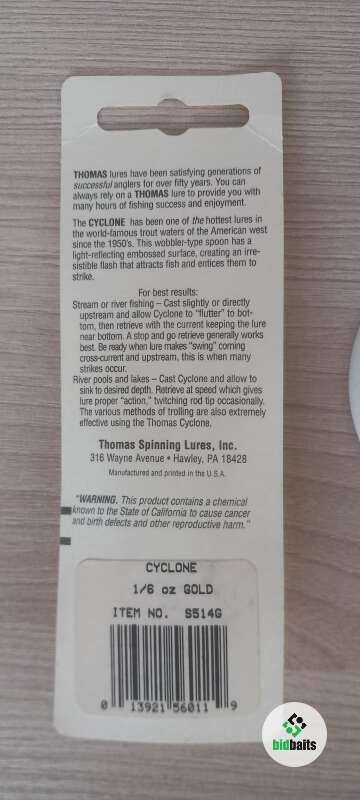 THOMAS lures have been satisfying generations of
successful anglers for over fifty years. You can
always rely on a THOMAS lure to provide you with
many hours of fishing success and enjoyment.
The CYCLONE has been one of the hottest lures in
the world-famous trout waters of the American west
since the 1950's. This wobbler-type spoon has a
light-reflecting embossed surface, creating an irre-
sistible flash that attracts fish and entices them to
strike.
For best results:
Stream or river fishing – Cast slightly or directly
upstream and allow Cyclone to "flutter" to bot-
tom, then retrieve with the current keeping the lure
near bottom. A stop and go retrieve generally works
best. Be ready when lure makes "swing" coming
cross-current and upstream, this is when many
strikes occur.
River pools and lakes – Cast Cyclone and allow to
sink to desired depth. Retrieve at speed which gives
lure proper "action," twitching rod tip occasionally.
The various methods of trolling are also extremely
effective using the Thomas Cyclone.
Thomas Spinning Lures, Inc.
316 Wayne Avenue • Hawley, PA 18428
Manufactured and printed in the U.S.A.
"WARNING. This product contains a chemical
known to the State of California to cause cancer
and birth defects and other reproductive harm."
CYCLONE
1/6 oz GOLD
ITEM NO. S514G
0 13921 56011 9
bidbaits